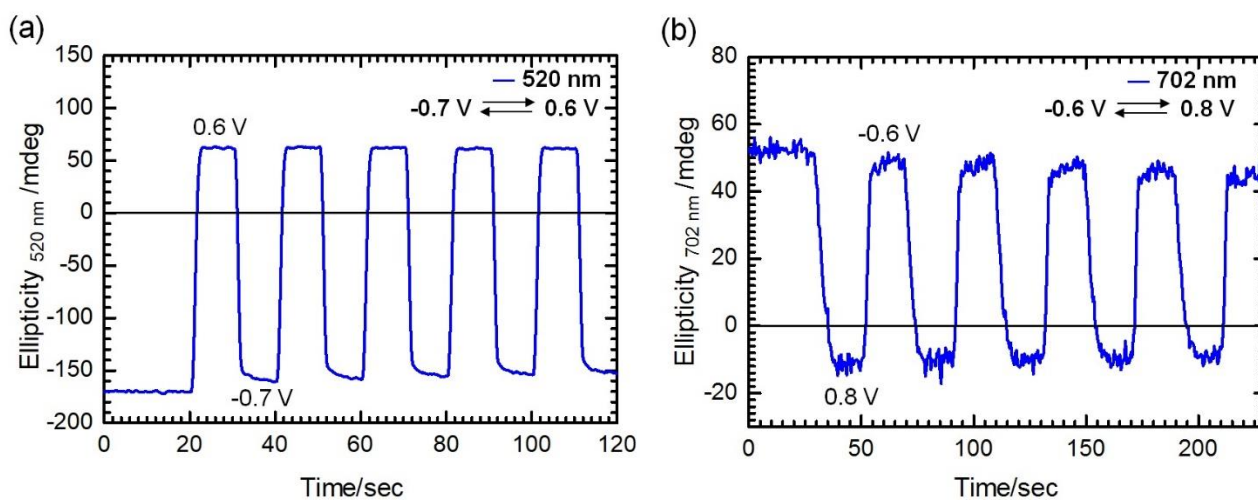 (a)
150
100
50
0
-50
-100
-150
-200
Ellipticity 520 nm /mdeg
520 nm
-0.7 V ⇄ 0.6 V
0.6 V
-0.7 V
0 20 40 60 80 100 120
Time/sec
(b)
80
60
40
20
0
-20
Ellipticity 702 nm /mdeg
702 nm
-0.6 V ⇄ 0.8 V
-0.6 V
0.8 V
0 50 100 150 200
Time/sec